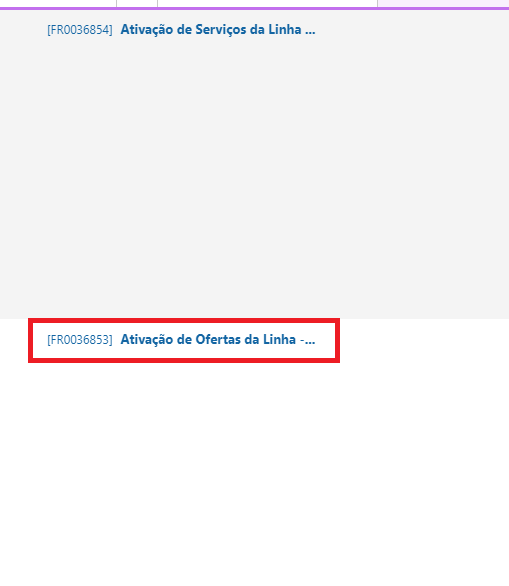 [FR0036854] Ativação de Serviços da Linha ...
[FR0036853] Ativação de Ofertas da Linha -...